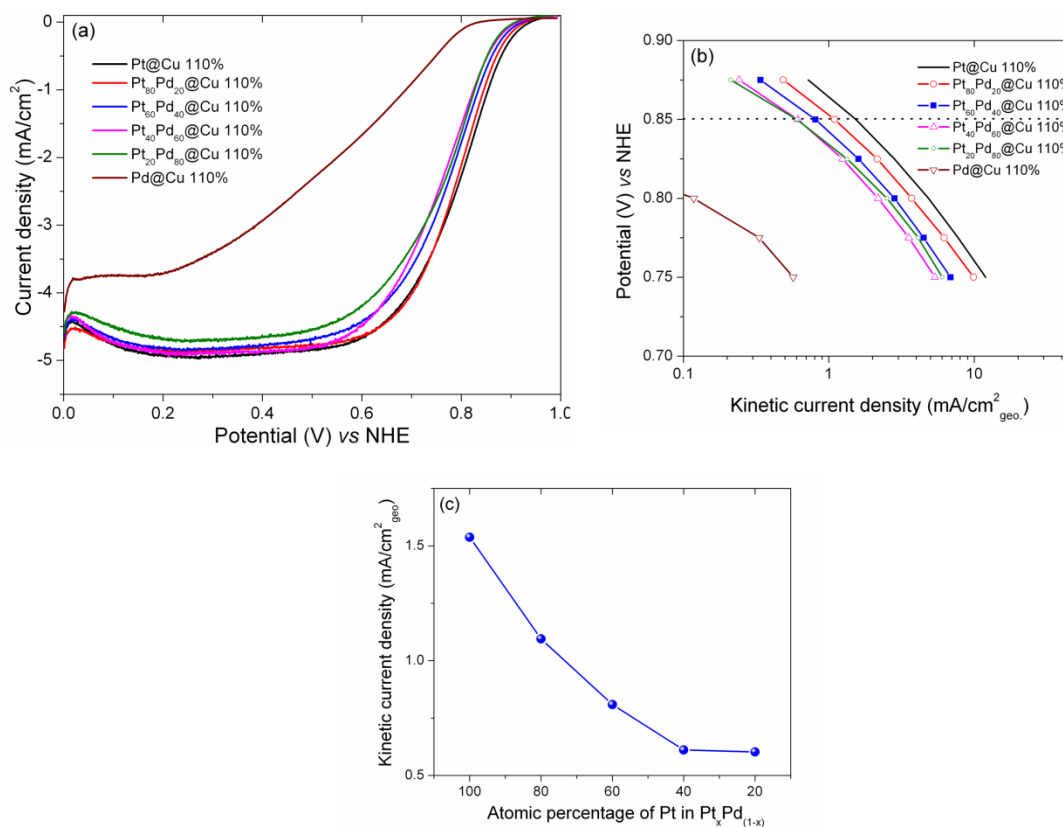 (a)
Pt@Cu 110%
Pt₈₀Pd₂₀@Cu 110%
Pt₆₀Pd₄₀@Cu 110%
Pt₄₀Pd₆₀@Cu 110%
Pt₂₀Pd₈₀@Cu 110%
Pd@Cu 110%
Current density (mA/cm²)
0
-1
-2
-3
-4
-5
0.0 0.2 0.4 0.6 0.8 1.0
Potential (V) vs NHE
(b)
Pt@Cu 110%
Pt₈₀Pd₂₀@Cu 110%
Pt₆₀Pd₄₀@Cu 110%
Pt₄₀Pd₆₀@Cu 110%
Pt₂₀Pd₈₀@Cu 110%
Pd@Cu 110%
Potential (V) vs NHE
0.90
0.85
0.80
0.75
0.70
0.1 1 10
Kinetic current density (mA/cm²geo.)
(c)
Kinetic current density (mA/cm²geo)
1.5
1.0
0.5
100 80 60 40 20
Atomic percentage of Pt in PtₓPd(1-x)